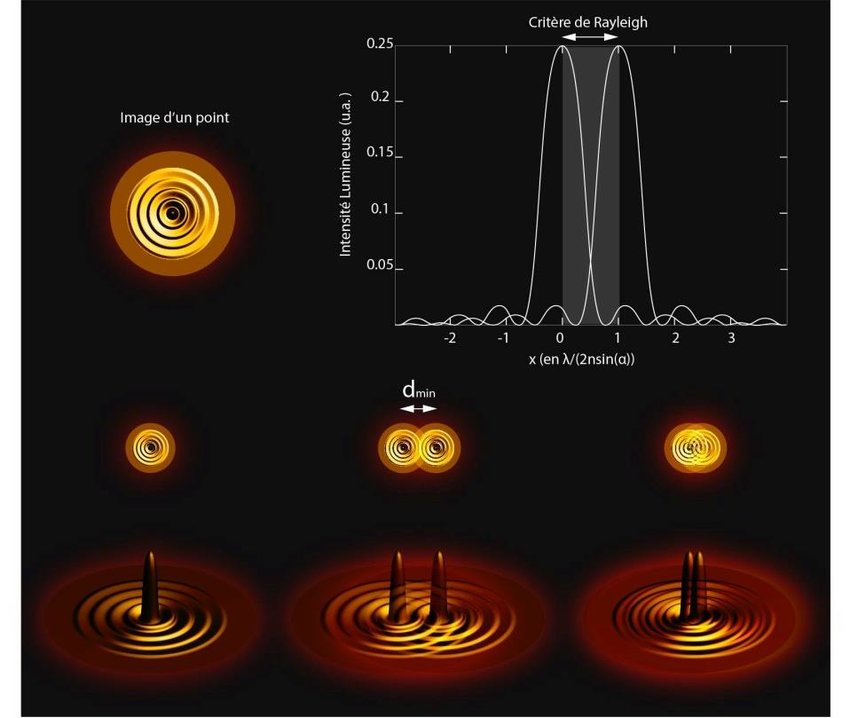 Critère de Rayleigh
Image d'un point
Intensité Lumineuse (u.a.)
0.25
0.2
0.15
0.1
0.05
-2 -1 0 1 2 3
x (en λ/(2nsin(α))
dmin